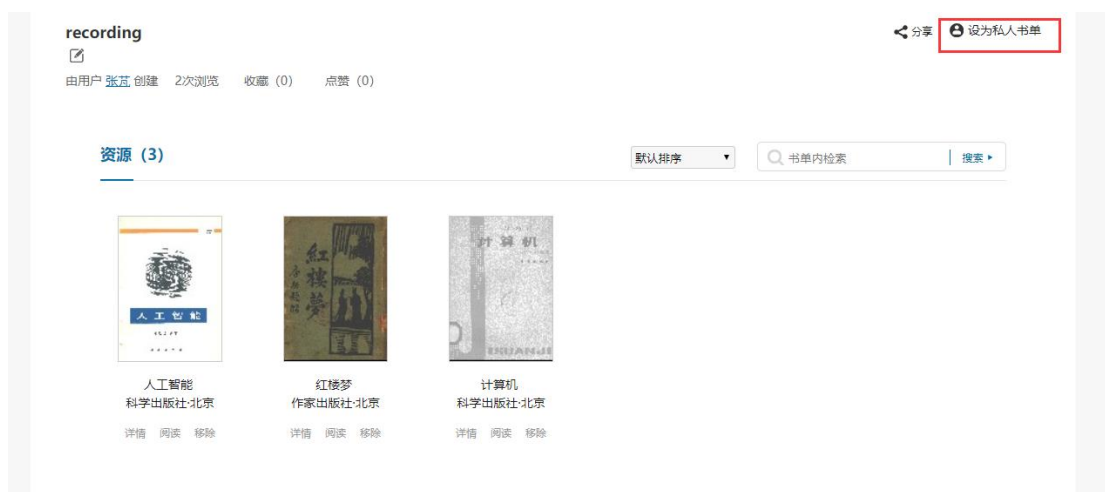 recording
分享 设为私人书单
由用户 张芃 创建 2次浏览 收藏 (0) 点赞 (0)
资源 (3)
默认排序 书单内检索 搜索
人工智能
红楼梦
计算机
KUANJI
人工智能 红楼梦 计算机
科学出版社·北京 作家出版社·北京 科学出版社·北京
详情 阅读 移除 详情 阅读 移除 详情 阅读 移除